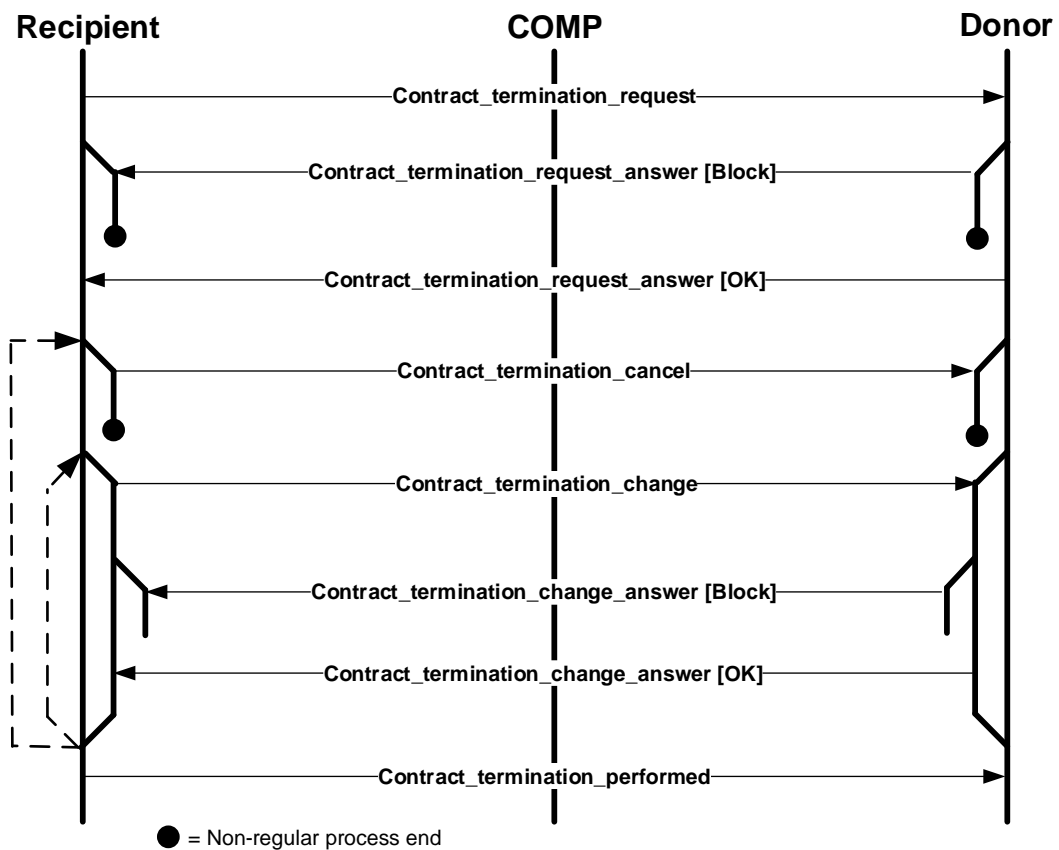 Recipient COMP Donor
Contract_termination_request
Contract_termination_request_answer [Block]
Contract_termination_request_answer [OK]
Contract_termination_cancel
Contract_termination_change
Contract_termination_change_answer [Block]
Contract_termination_change_answer [OK]
Contract_termination_performed
= Non-regular process end